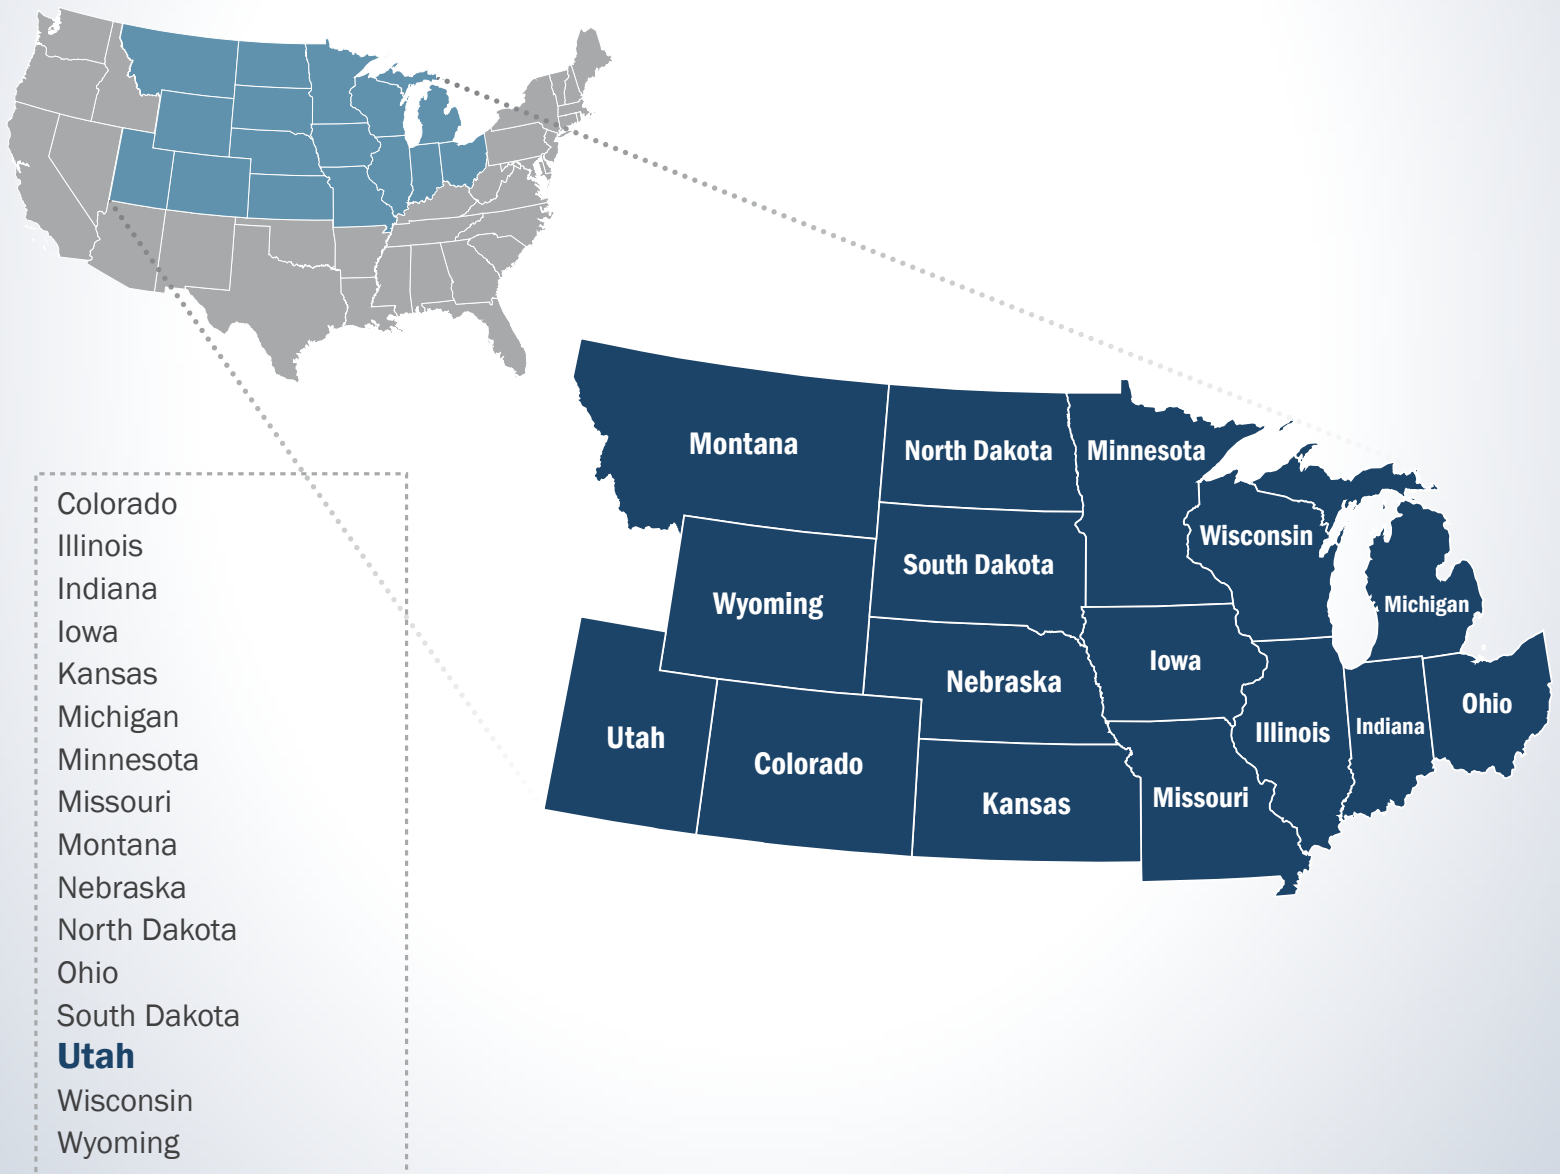 Montana
North Dakota
Minnesota
Wisconsin
South Dakota
Wyoming
Michigan
Iowa
Nebraska
Ohio
Illinois
Indiana
Utah
Colorado
Missouri
Kansas
Colorado
Illinois
Indiana
Iowa
Kansas
Michigan
Minnesota
Missouri
Montana
Nebraska
North Dakota
Ohio
South Dakota
Utah
Wisconsin
Wyoming